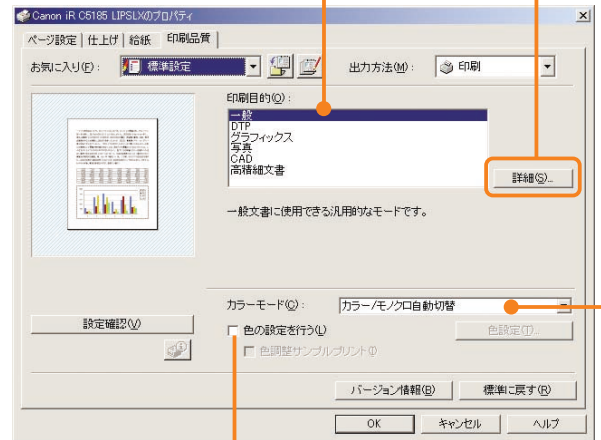 Canon iR C5185 LIPSLXのプロパティ
ページ設定 仕上げ 給紙 印刷品質
お気に入り(F): 標準設定 出力方法(M): 印刷
印刷目的(O):
一般
DTP
グラフィックス
写真
CAD
高精細文書
詳細(S)...
一般文書に使用できる汎用的なモードです。
カラーモード(C): カラー/モノクロ自動切替
設定確認(V)
色の設定を行う(L) 色設定(T)...
色調整サンプルプリント(I)
バージョン情報(B) 標準に戻す(R)
OK キャンセル ヘルプ